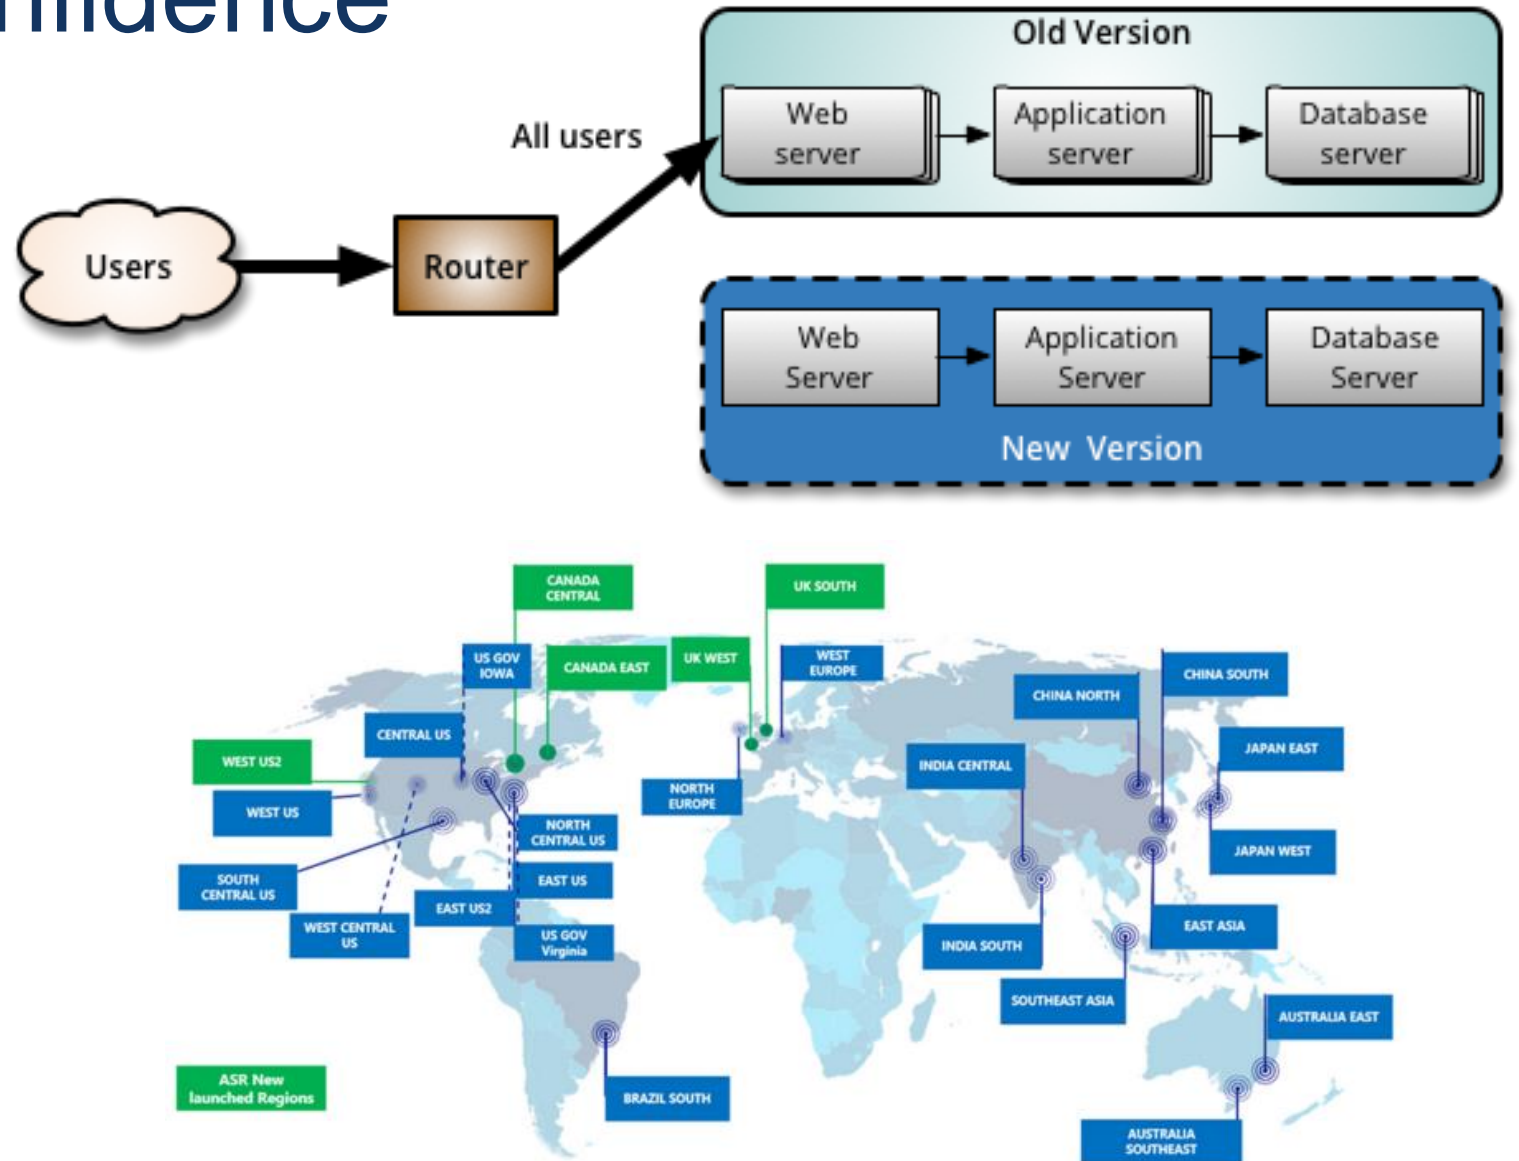 nfidence
Old Version
All users
Web
server
Application
server
Database
server
Users
Router
Web
Server
Application
Server
Database
Server
New Version
CANADA
CENTRAL
UK SOUTH
US GOV
IOWA
CANADA EAST
UK WEST
WEST
EUROPE
CHINA SOUTH
CHINA NORTH
CENTRAL US
JAPAN EAST
WEST US2
INDIA CENTRAL
NORTH
EUROPE
WEST US
NORTH
CENTRAL US
JAPAN WEST
SOUTH
CENTRAL US
EAST US
EAST US2
WEST CENTRAL
US
US GOV
Virginia
EAST ASIA
INDIA SOUTH
SOUTHEAST ASIA
AUSTRALIA EAST
ASR New
launched Regions
BRAZIL SOUTH
AUSTRALIA
SOUTHEAST